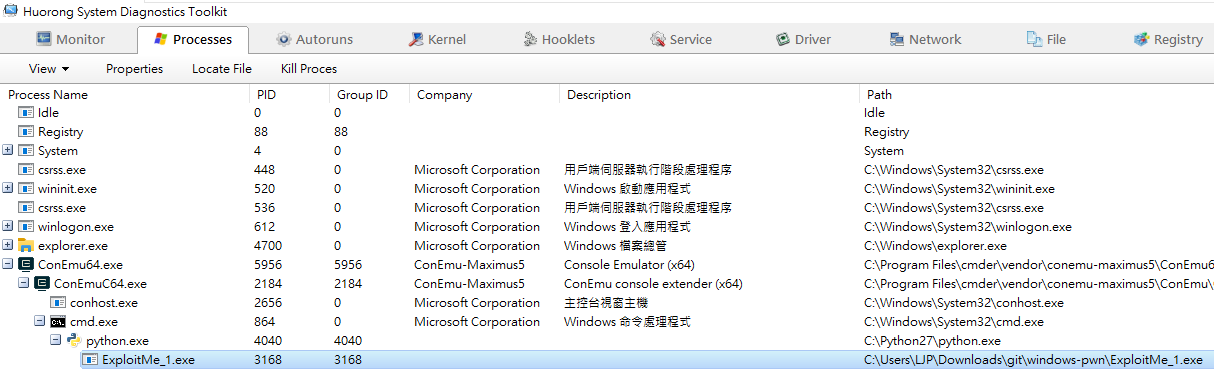 Huorong System Diagnostics Toolkit
Monitor Processes Autoruns Kernel Hooklets Service Driver Network File Registry
View Properties Locate File Kill Proces
Process Name PID Group ID Company Description Path
Idle 0 0 Idle
Registry 88 88 Registry
System 4 0 System
csrss.exe 448 0 Microsoft Corporation 用戶端伺服器執行階段處理程序 C:\Windows\System32\csrss.exe
wininit.exe 520 0 Microsoft Corporation Windows 啟動應用程式 C:\Windows\System32\wininit.exe
csrss.exe 536 0 Microsoft Corporation 用戶端伺服器執行階段處理程序 C:\Windows\System32\csrss.exe
winlogon.exe 612 0 Microsoft Corporation Windows 登入應用程式 C:\Windows\System32\winlogon.exe
explorer.exe 4700 0 Microsoft Corporation Windows 檔案總管 C:\Windows\explorer.exe
ConEmu64.exe 5956 5956 ConEmu-Maximus5 Console Emulator (x64) C:\Program Files\cmder\vendor\conemu-maximus5\ConEmu6
ConEmuC64.exe 2184 2184 ConEmu-Maximus5 ConEmu console extender (x64) C:\Program Files\cmder\vendor\conemu-maximus5\ConEmu\
conhost.exe 2656 0 Microsoft Corporation 主控台視窗主機 C:\Windows\System32\conhost.exe
cmd.exe 864 0 Microsoft Corporation Windows 命令處理程式 C:\Windows\System32\cmd.exe
python.exe 4040 4040 C:\Python27\python.exe
ExploitMe_1.exe 3168 3168 C:\Users\LJP\Downloads\git\windows-pwn\ExploitMe_1.exe